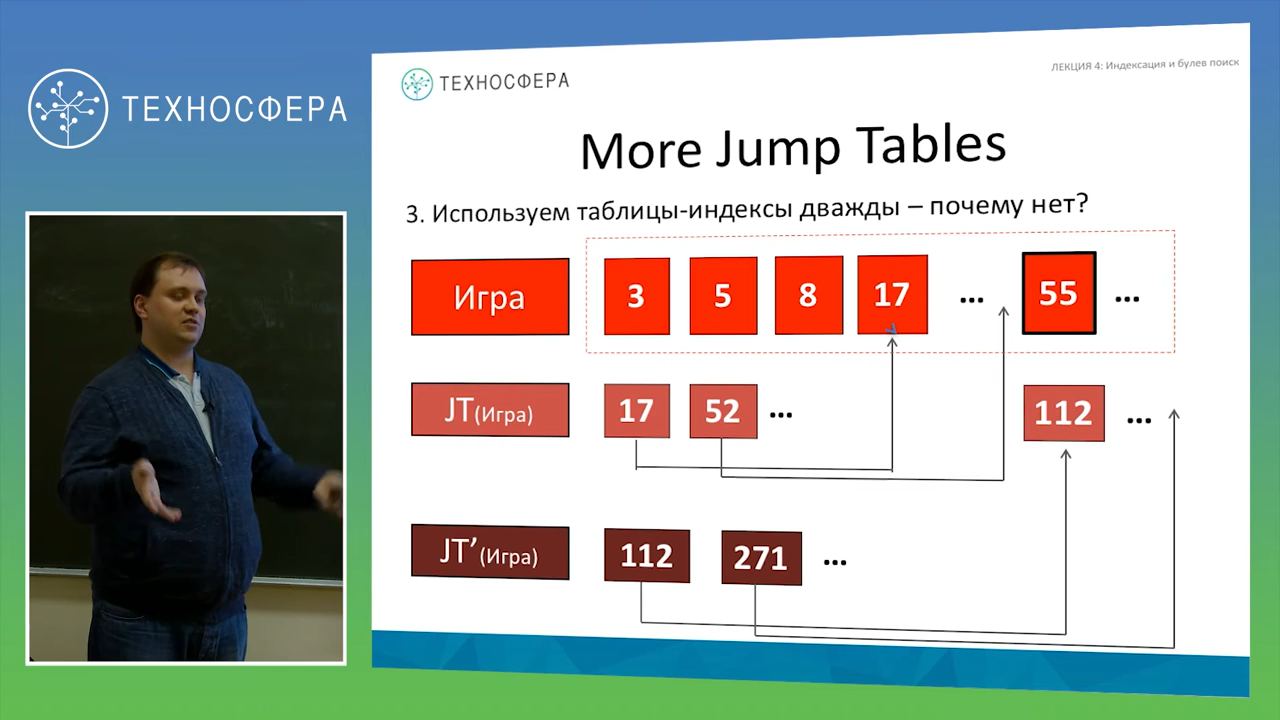 ТЕХНОСФЕРА
ТЕХНОСФЕРА
ЛЕКЦИЯ 4: Индексация и булев поиск
More Jump Tables
3. Используем таблицы-индексы дважды – почему нет?
Игра 3 5 8 17 ... 55 ...
JT(Игра) 17 52 ... 112 ...
JT’(Игра) 112 271 ...